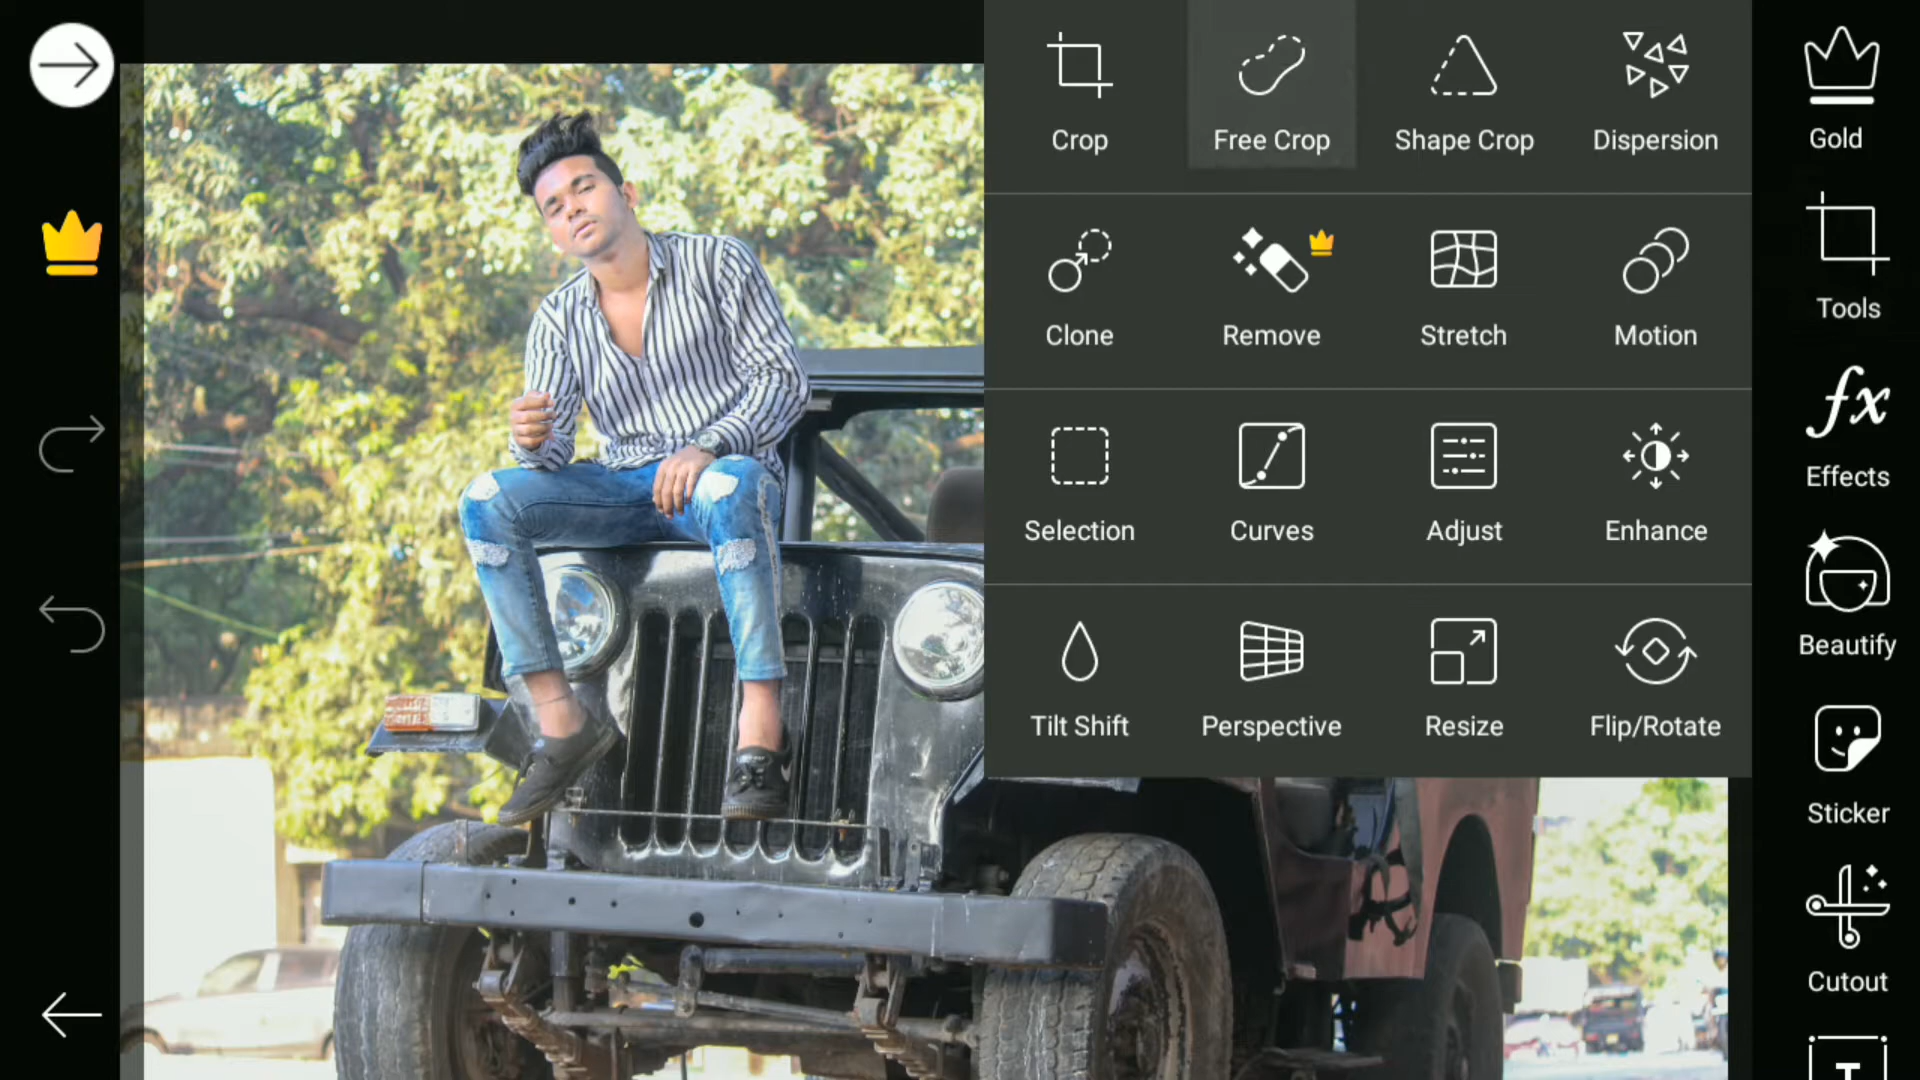 Crop
Free Crop
Shape Crop
Dispersion
Gold
Clone
Remove
Stretch
Motion
Tools
fx
Effects
Selection
Curves
Adjust
Enhance
Beautify
Tilt Shift
Perspective
Resize
Flip/Rotate
Sticker
Cutout
T